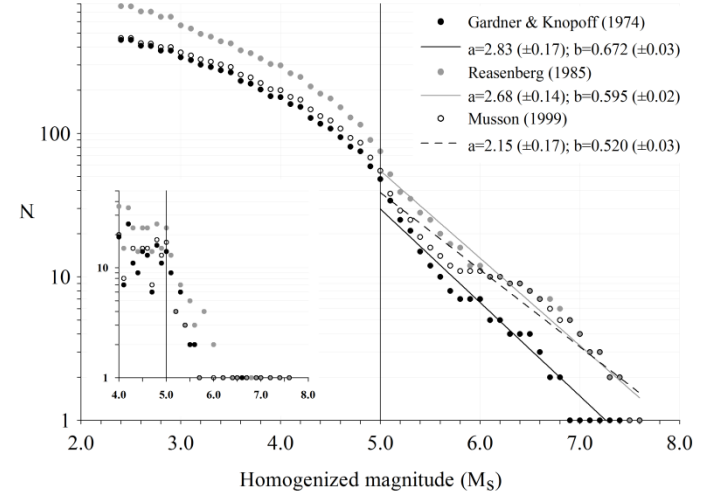 Gardner & Knopoff (1974)
a=2.83 (±0.17); b=0.672 (±0.03)
Reasenberg (1985)
a=2.68 (±0.14); b=0.595 (±0.02)
Musson (1999)
a=2.15 (±0.17); b=0.520 (±0.03)
100
N
10
1
10
1
4.0 5.0 6.0 7.0 8.0
2.0 3.0 4.0 5.0 6.0 7.0 8.0
Homogenized magnitude (Ms)